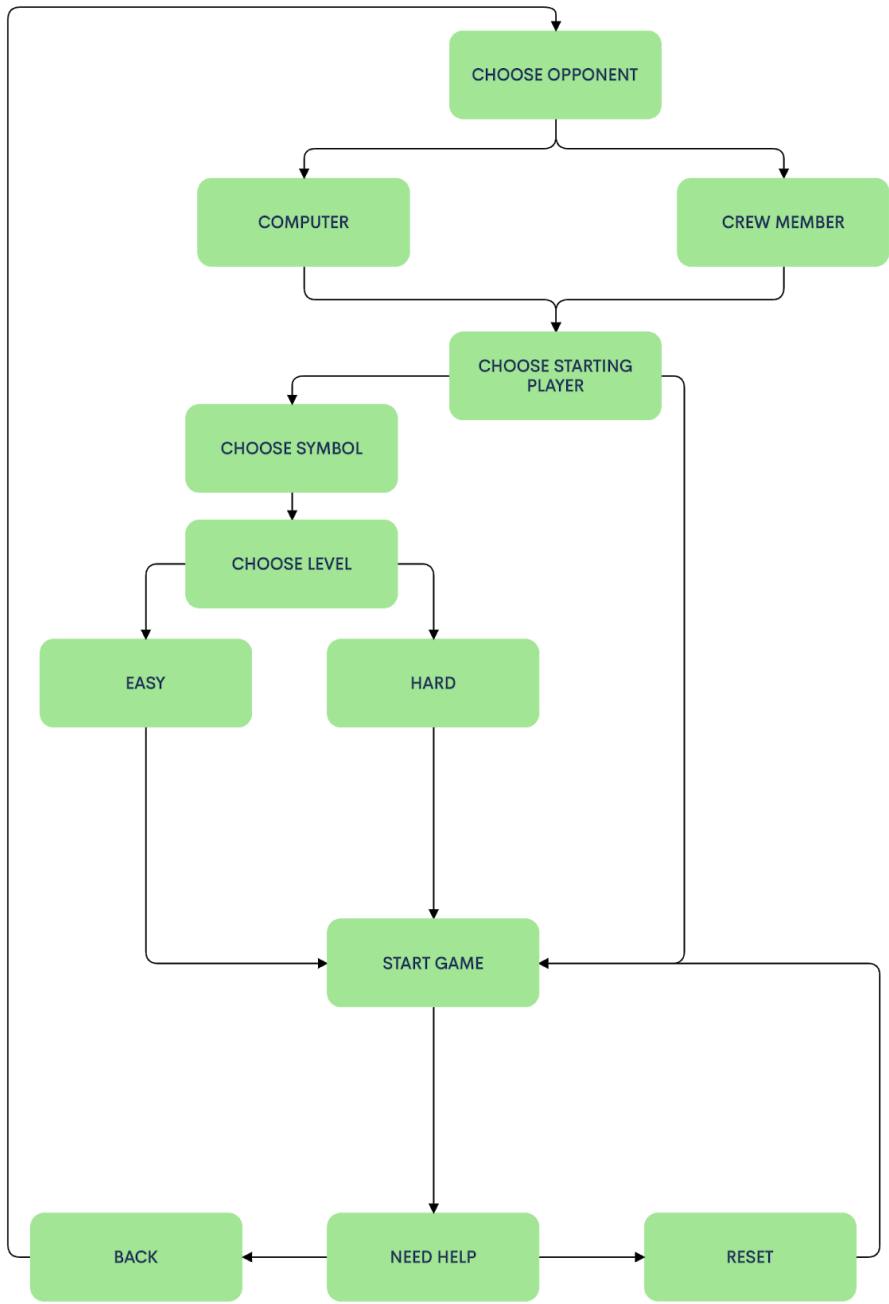 CHOOSE OPPONENT
COMPUTER
CREW MEMBER
CHOOSE STARTING
PLAYER
CHOOSE SYMBOL
CHOOSE LEVEL
EASY
HARD
START GAME
BACK
NEED HELP
RESET